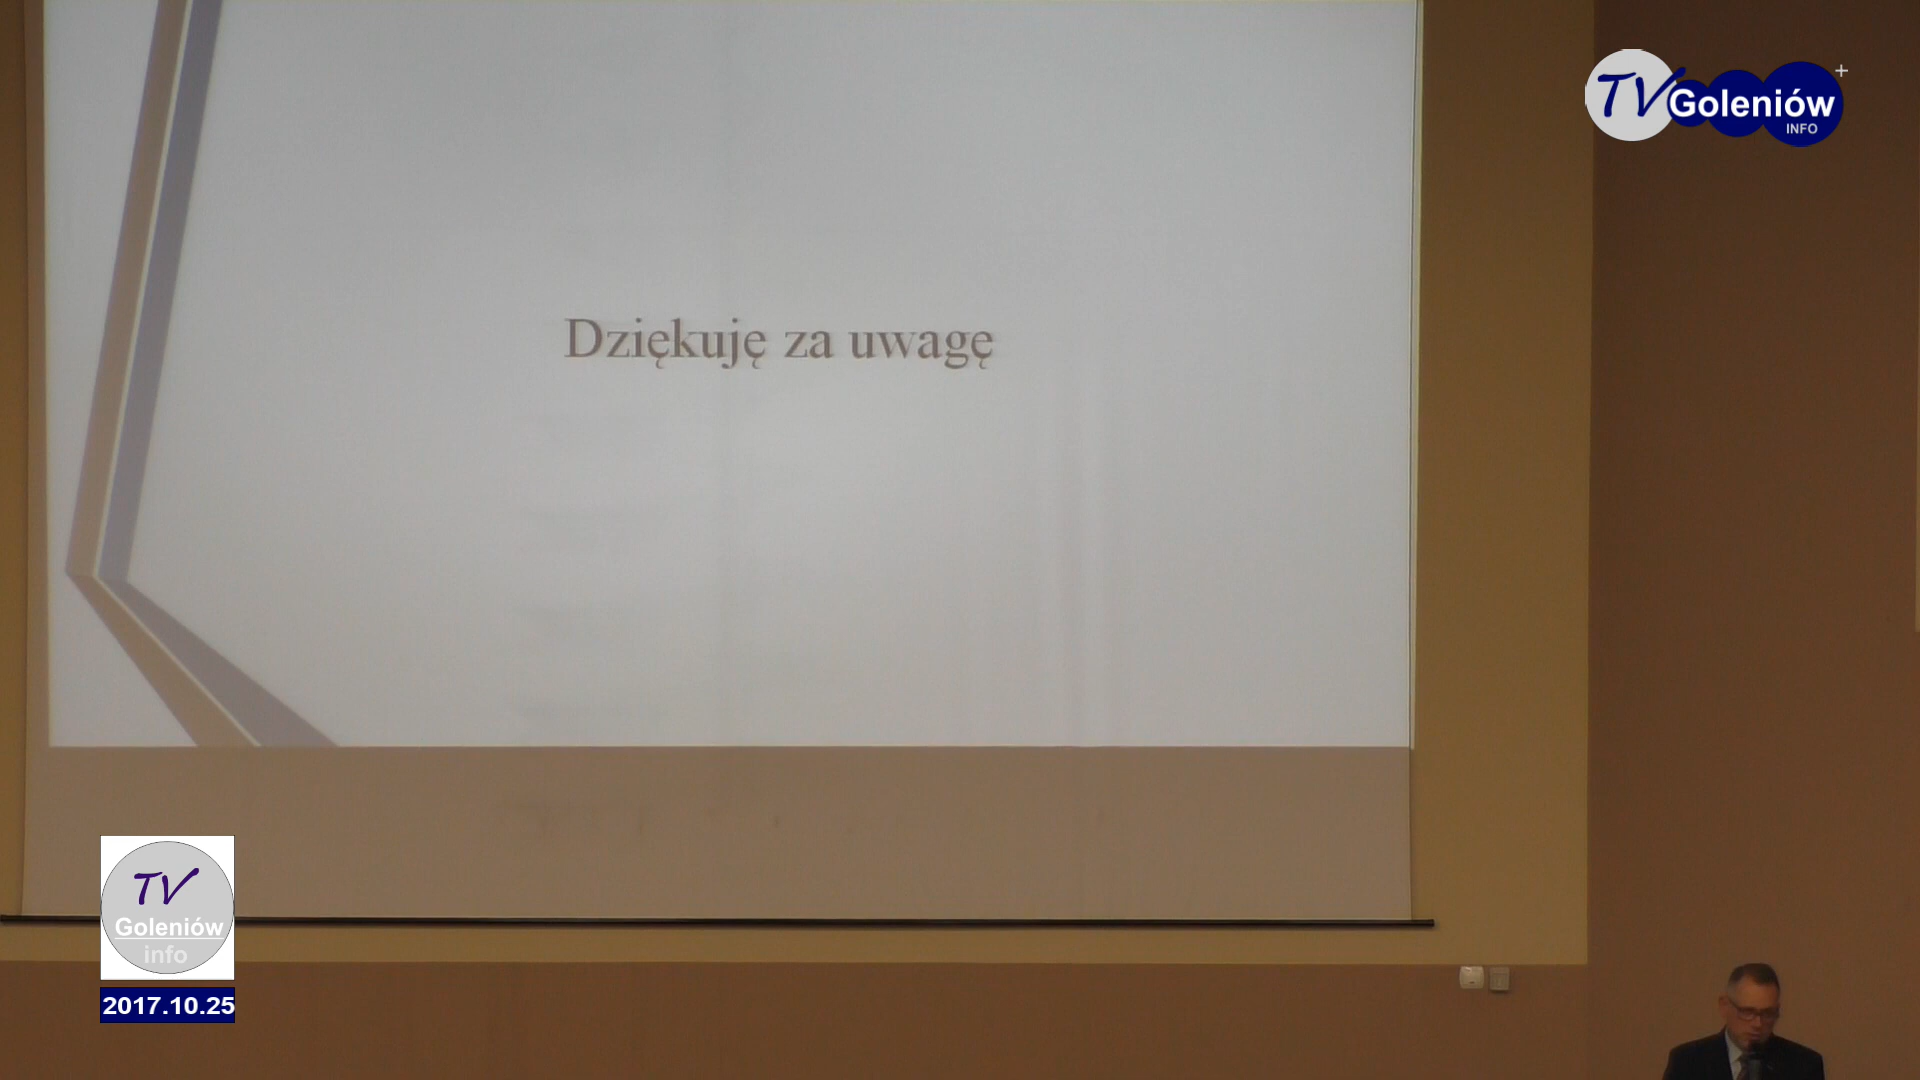 TV Goleniów +
INFO
Dziękuję za uwagę
TV
Goleniów
info
2017.10.25